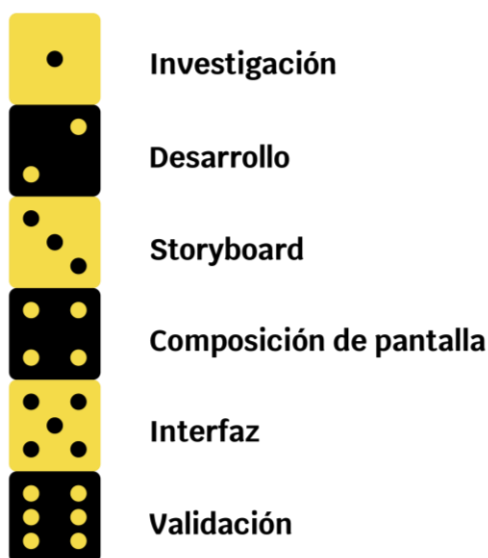 Investigación
Desarrollo
Storyboard
Composición de pantalla
Interfaz
Validación